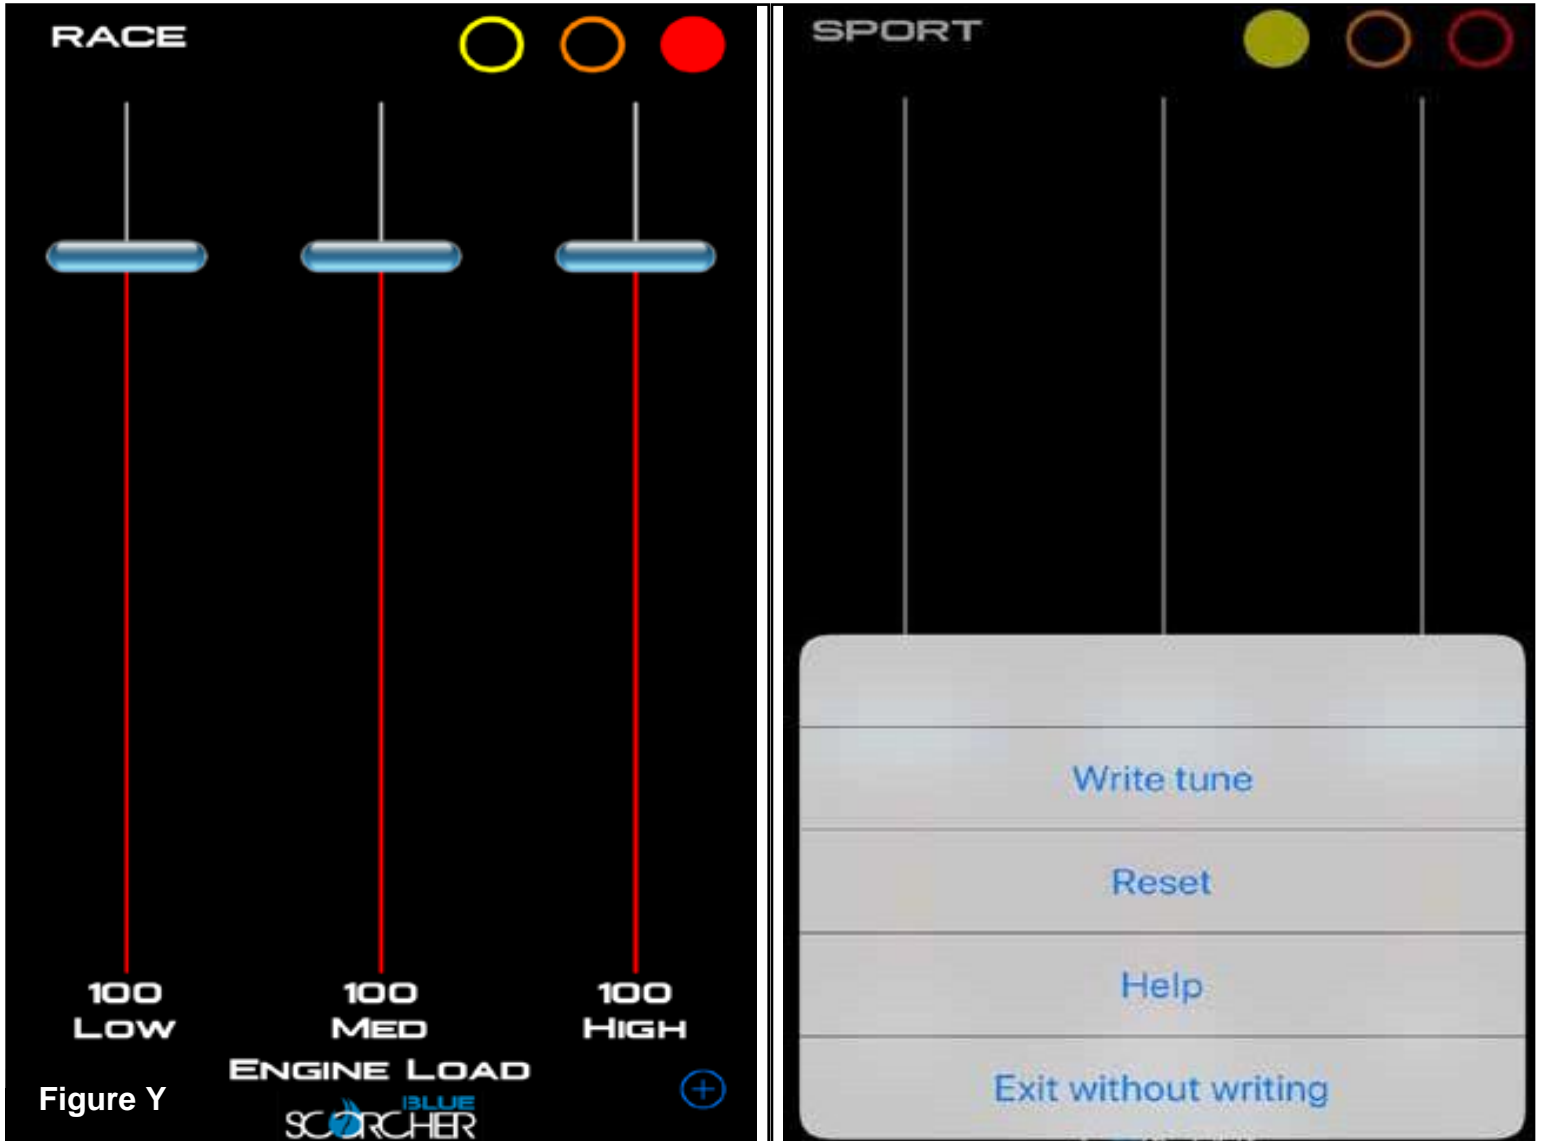 RACE
100 100 100
LOW MED HIGH
ENGINE LOAD
Figure Y
BLUE
SCORCHER
SPORT
Write tune
Reset
Help
Exit without writing